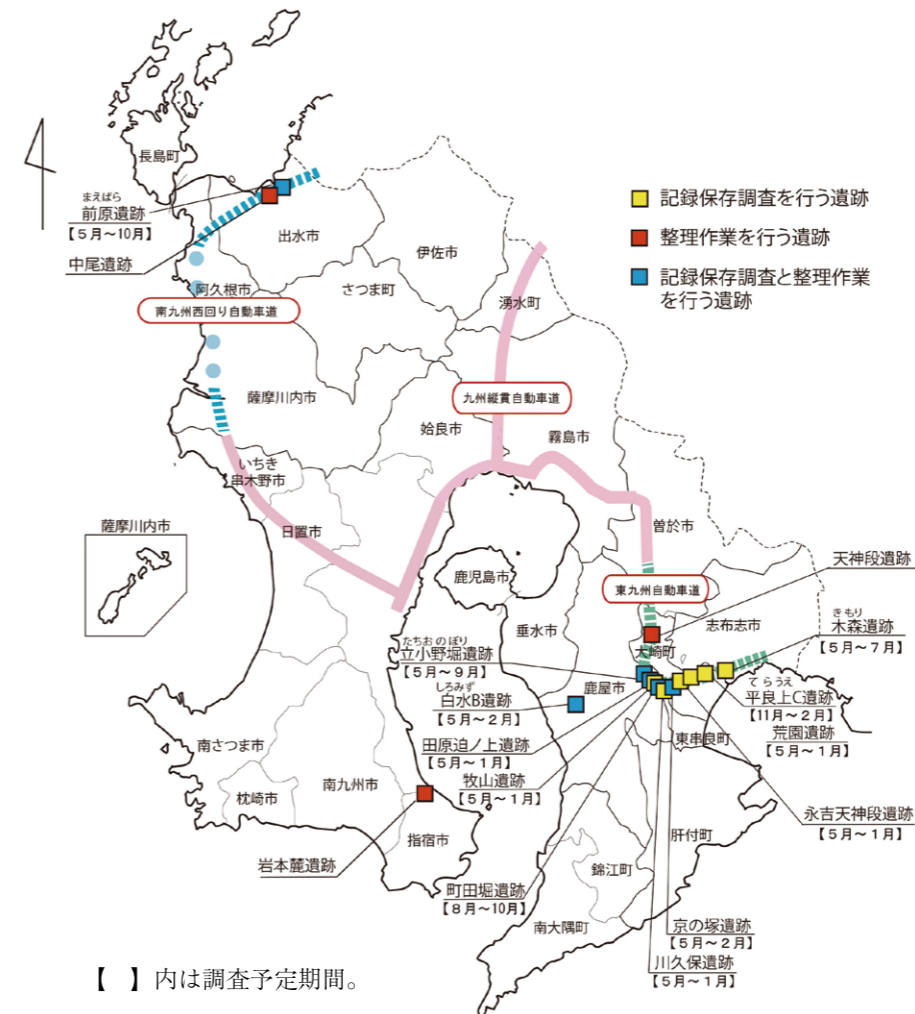 長島町
まえばら
前原遺跡
【5月～10月】
中尾遺跡
出水市
伊佐市
阿久根市
さつま町
湧水町
南九州西回り自動車道
記録保存調査を行う遺跡
整理作業を行う遺跡
記録保存調査と整理作業
を行う遺跡
薩摩川内市
九州縦貫自動車道
姶良市
霧島市
いちき
串木野市
日置市
曽於市
薩摩川内市
鹿児島市
東九州自動車道
天神段遺跡
垂水市
志布志市
大崎町
きもり
木森遺跡
【5月～7月】
たちおのぼり
立小野堀遺跡
【5月～9月】
鹿屋市
しろみず
白水B遺跡
【5月～2月】
てらうえ
平良上C遺跡
【11月～2月】
荒園遺跡
【5月～1月】
東串良町
田原迫ノ上遺跡
【5月～1月】
牧山遺跡
【5月～1月】
南さつま市
南九州市
枕崎市
指宿市
岩本麓遺跡
永吉天神段遺跡
【5月～1月】
肝付町
錦江町
町田堀遺跡
【8月～10月】
南大隅町
京の塚遺跡
【5月～2月】
川久保遺跡
【5月～1月】
【　】内は調査予定期間。